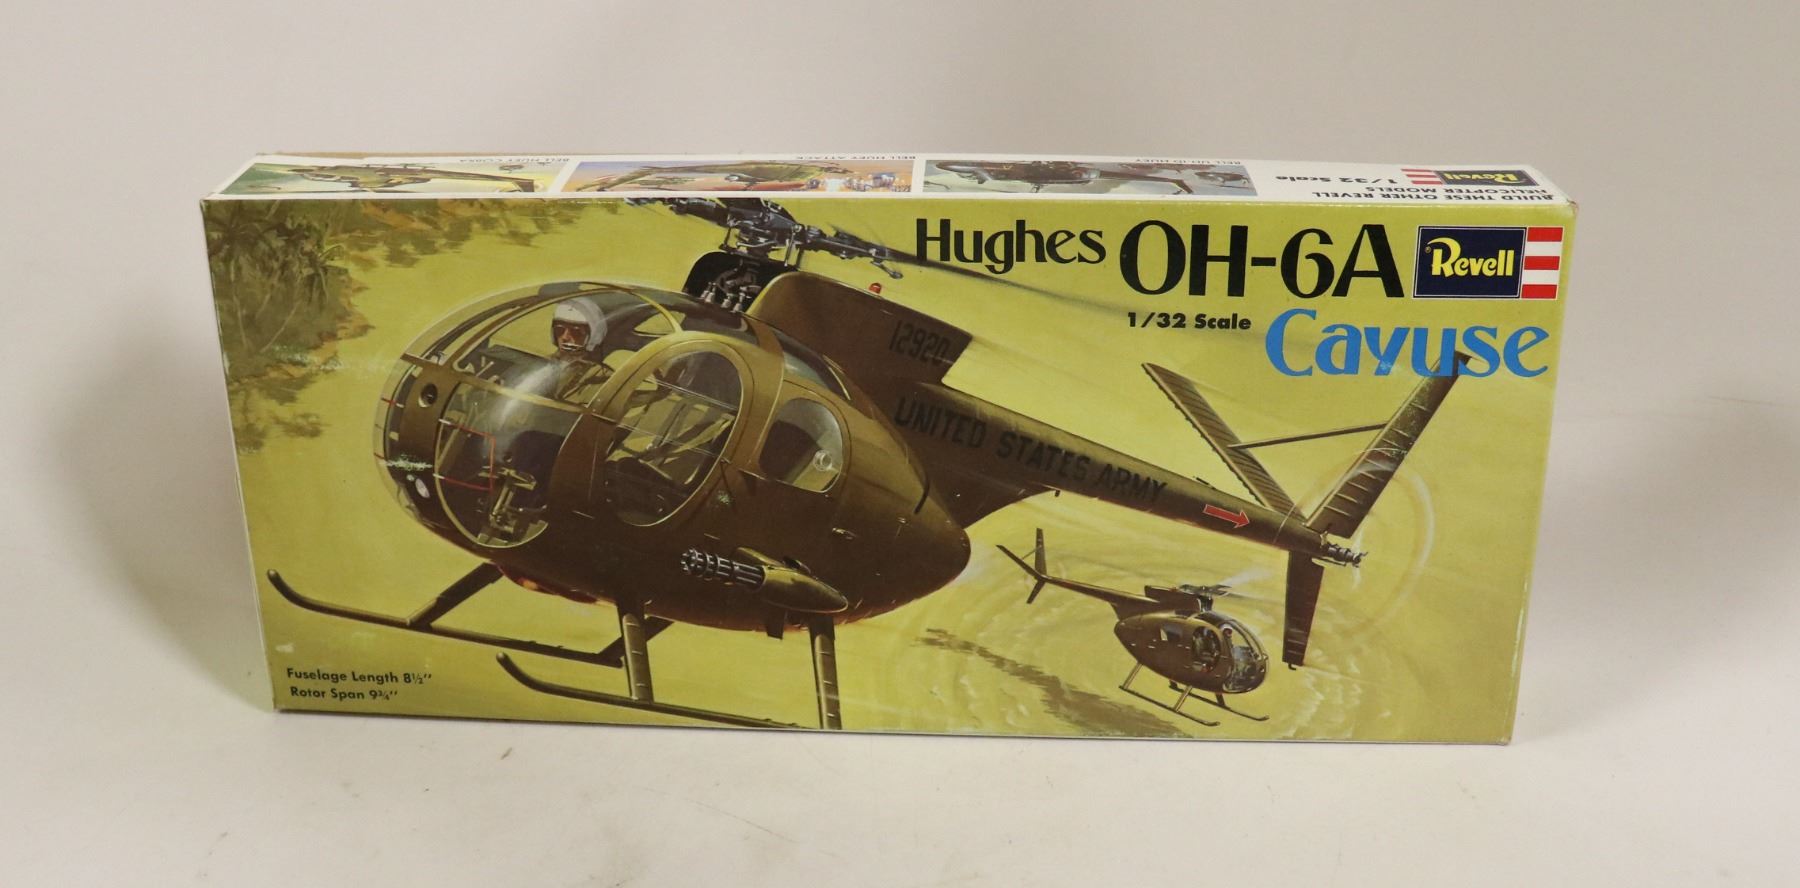 BELL HUEY COBRA
BELL HUEY ATTACK
BELL UH ID HUEY
BUILD THESE OTHER REVELL
HELICOPTER MODELS
1/32 Scale
Revell
Hughes OH-6A
Revell
1/32 Scale
Cayuse
12920
UNITED STATES ARMY
Fuselage Length 8½"
Rotor Span 9¾"